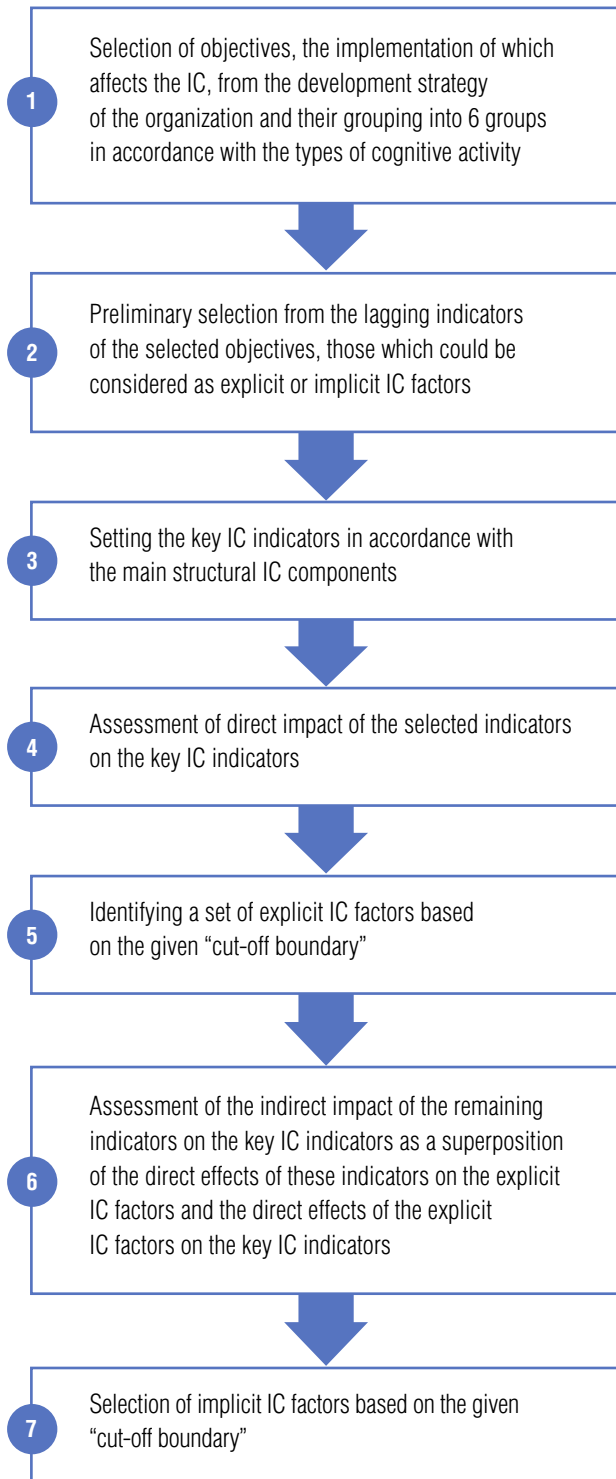 1
Selection of objectives, the implementation of which
affects the IC, from the development strategy
of the organization and their grouping into 6 groups
in accordance with the types of cognitive activity
2
Preliminary selection from the lagging indicators
of the selected objectives, those which could be
considered as explicit or implicit IC factors
3
Setting the key IC indicators in accordance with
the main structural IC components
4
Assessment of direct impact of the selected indicators
on the key IC indicators
5
Identifying a set of explicit IC factors based
on the given “cut-off boundary”
6
Assessment of the indirect impact of the remaining
indicators on the key IC indicators as a superposition
of the direct effects of these indicators on the explicit
IC factors and the direct effects of the explicit
IC factors on the key IC indicators
7
Selection of implicit IC factors based on the given
“cut-off boundary”